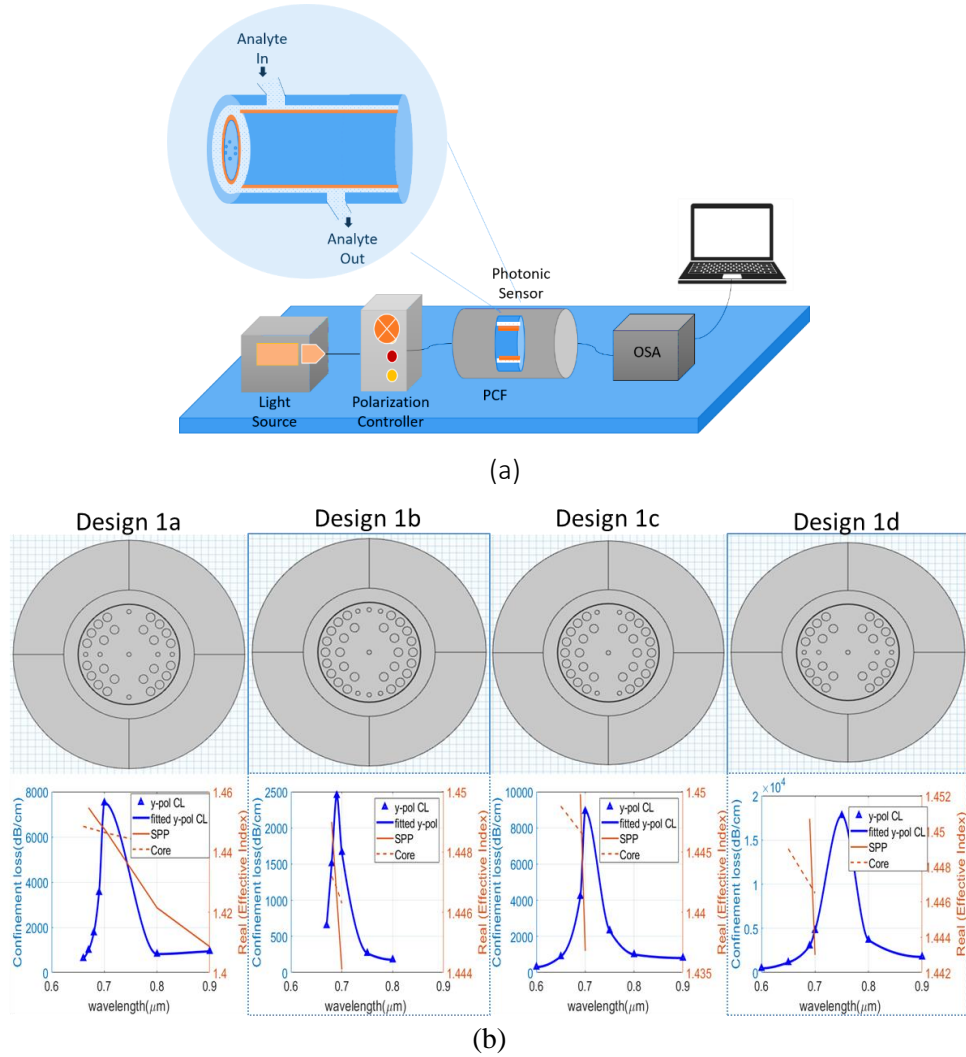 Analyte
In
Analyte
Out
Photonic
Sensor
OSA
Light
Source
Polarization
Controller
PCF
(a)
Design 1a
Design 1b
Design 1c
Design 1d
8000
6000
4000
2000
0
Confinement loss(dB/cm)
y-pol CL
fitted y-pol CL
SPP
Core
1.46
1.44
1.42
1.4
Real (Effective Index)
0.7
0.8
0.9
wavelength(μm)
2500
2000
1500
1000
500
0
Confinement loss(dB/cm)
y-pol CL
fitted y-pol
SPP
Core
1.45
1.448
1.446
1.444
Real (Effective Index)
0.6
0.7
0.8
0.9
wavelength(μm)
10000
8000
6000
4000
2000
0
Confinement loss(dB/cm)
y-pol CL
fitted y-pol CL
SPP
Core
1.45
1.445
1.44
1.435
Real (Effective Index)
0.6
0.7
0.8
0.9
wavelength(μm)
2 ×10⁴
1.5
1
0.5
0
Confinement loss(dB/cm)
y-pol CL
fitted y-pol CL
SPP
Core
1.452
1.45
1.448
1.446
1.444
1.442
Real (Effective Index)
0.6
0.7
0.8
0.9
wavelength(μm)
(b)